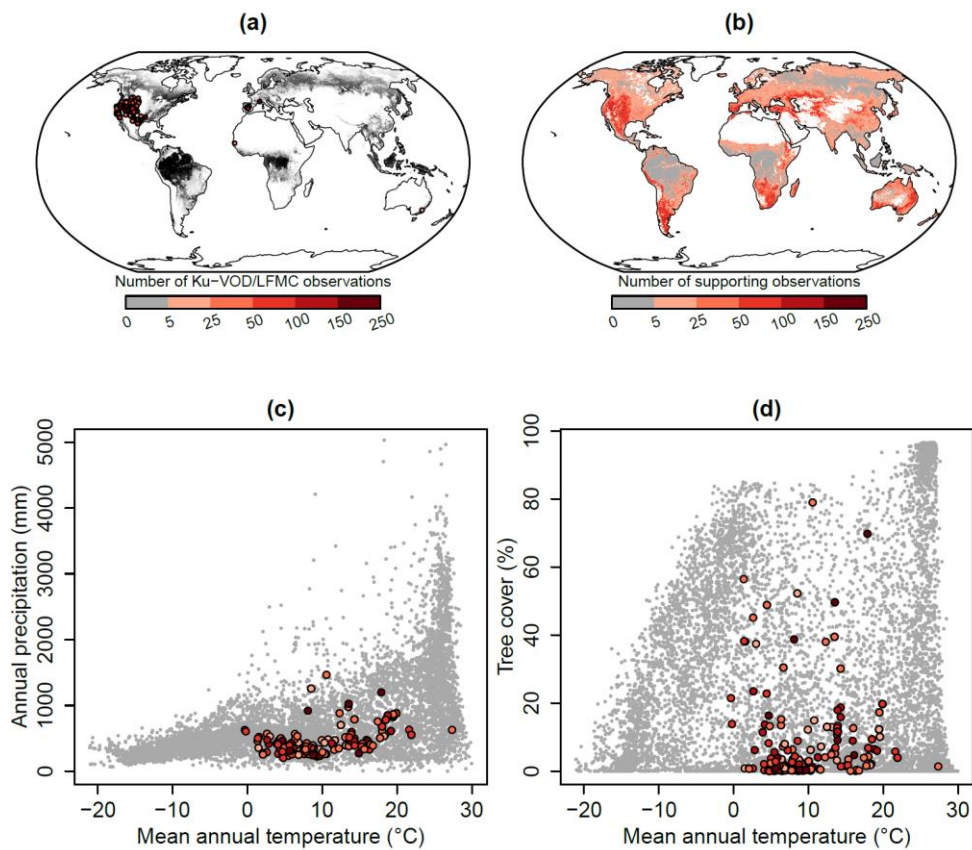 (a)
(b)
Number of Ku−VOD/LFMC observations
0 5 25 50 100 150 250
Number of supporting observations
0 5 25 50 100 150 250
(c)
(d)
Annual precipitation (mm)
5000
4000
3000
2000
1000
0
−20 −10 0 10 20 30
Mean annual temperature (°C)
Tree cover (%)
100
80
60
40
20
0
−20 −10 0 10 20 30
Mean annual temperature (°C)